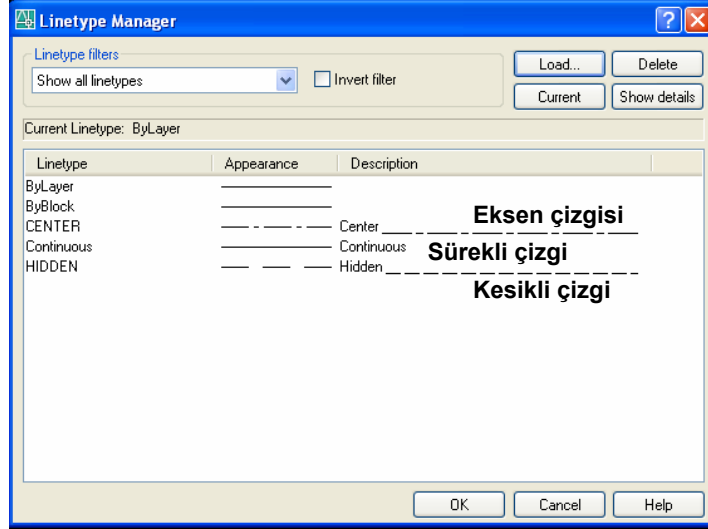 Linetype Manager
Linetype filters
Show all linetypes
Invert filter
Load...
Delete
Current
Show details
Current Linetype: ByLayer
Linetype Appearance Description
ByLayer
ByBlock
CENTER Center Eksen çizgisi
Continuous Continuous Sürekli çizgi
HIDDEN Hidden
Kesikli çizgi
OK Cancel Help